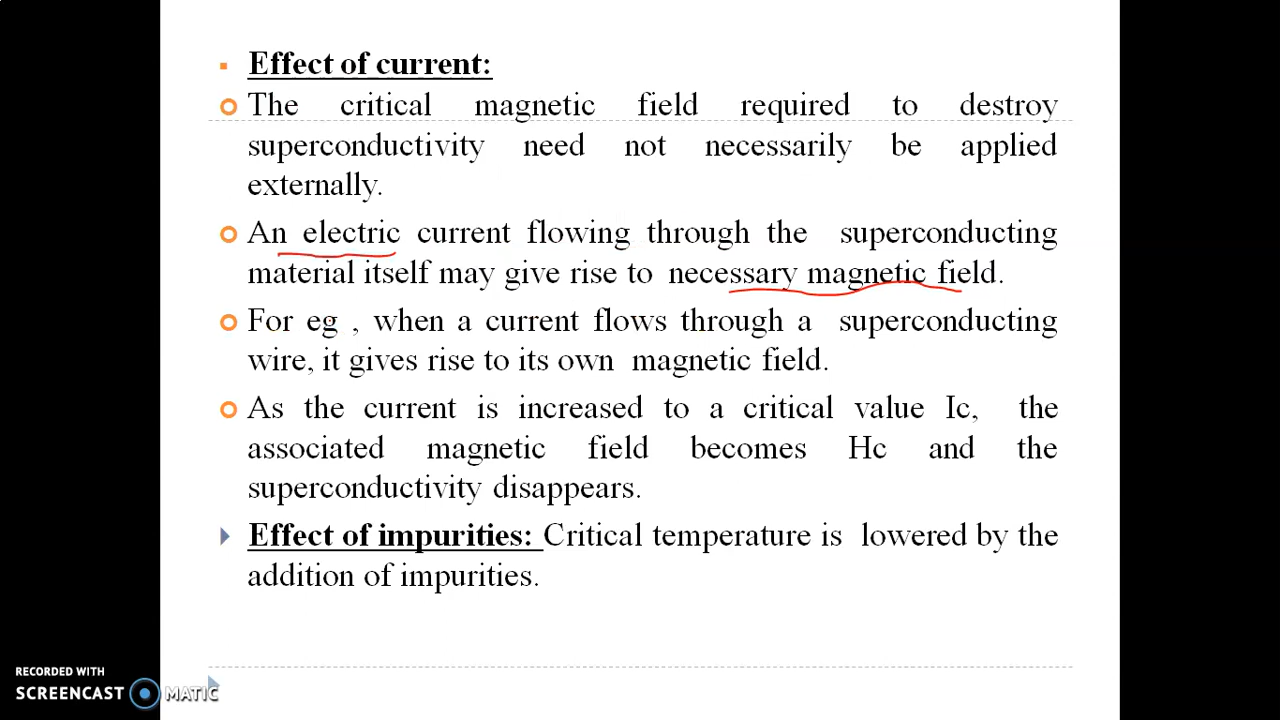 Effect of current:
The critical magnetic field required to destroy
superconductivity need not necessarily be applied
externally.
An electric current flowing through the superconducting
material itself may give rise to necessary magnetic field.
For eg , when a current flows through a superconducting
wire, it gives rise to its own magnetic field.
As the current is increased to a critical value Ic, the
associated magnetic field becomes Hc and the
superconductivity disappears.
Effect of impurities: Critical temperature is lowered by the
addition of impurities.
RECORDED WITH
SCREENCAST MATIC